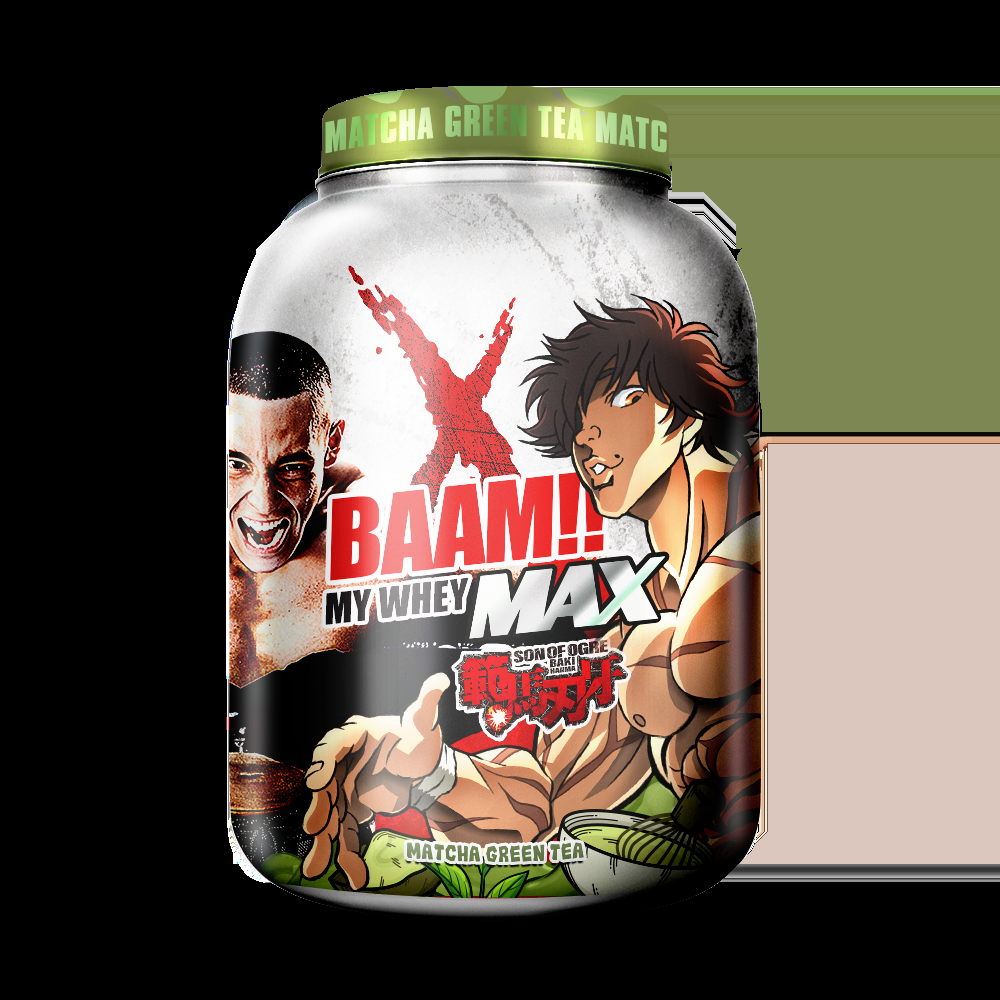 MATCHA GREEN TEA MATC
X
BAAM!!
MY WHEY MAX
SON OF OGRE
BAKI
HANMA
範馬刃牙
MATCHA GREEN TEA